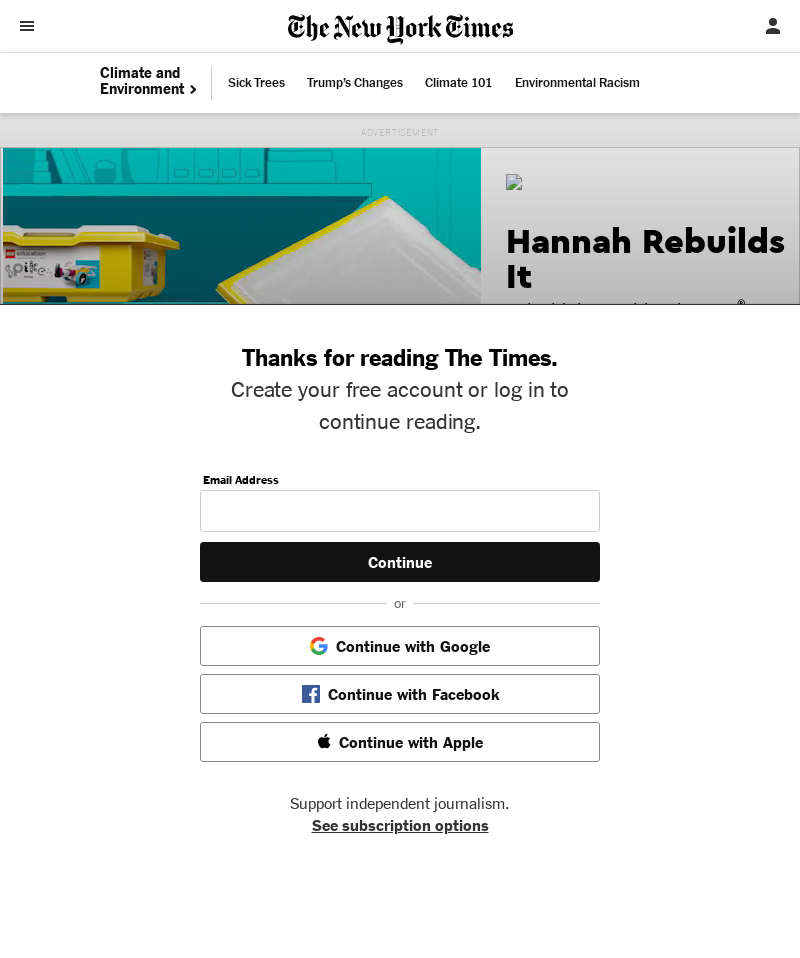 The New York Times
Climate and
Environment
Sick Trees
Trump's Changes
Climate 101
Environmental Racism
ADVERTISEMENT
education
spike
Hannah Rebuilds
It
Thanks for reading The Times.
Create your free account or log in to
continue reading.
Email Address
Continue
or
Continue with Google
Continue with Facebook
Continue with Apple
Support independent journalism.
See subscription options